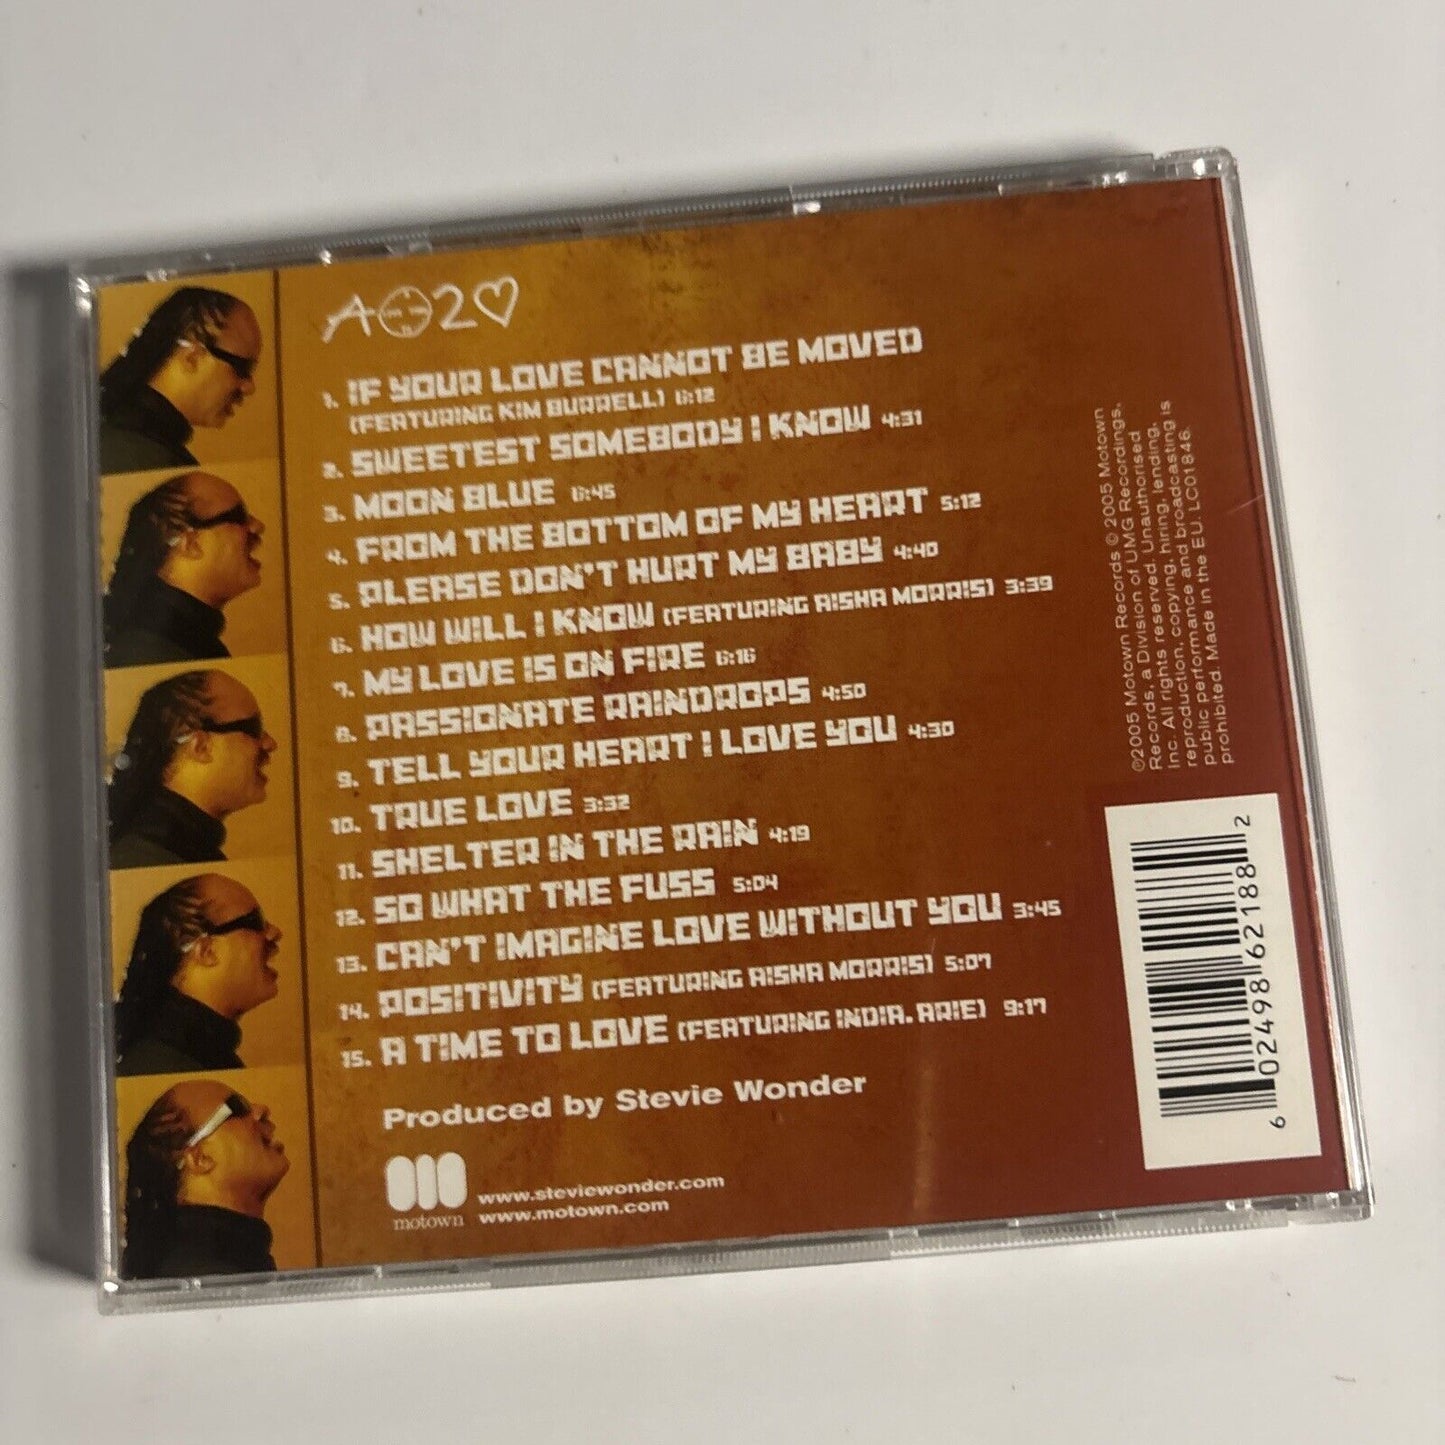 A 2 ♡
1. IF YOUR LOVE CANNOT BE MOVED
(FEATURING KIM BURRELL) 6:12
2. SWEETEST SOMEBODY I KNOW 4:31
3. MOON BLUE 6:45
4. FROM THE BOTTOM OF MY HEART 5:12
5. PLEASE DON'T HURT MY BABY 4:40
6. HOW WILL I KNOW (FEATURING AISHA MORRIS) 3:39
7. MY LOVE IS ON FIRE 6:16
8. PASSIONATE RAINDROPS 4:50
9. TELL YOUR HEART I LOVE YOU 4:30
10. TRUE LOVE 3:32
11. SHELTER IN THE RAIN 4:19
12. SO WHAT THE FUSS 5:04
13. CAN'T IMAGINE LOVE WITHOUT YOU 3:45
14. POSITIVITY (FEATURING AISHA MORRIS) 5:07
15. A TIME TO LOVE (FEATURING INDIA.ARIE) 9:17
Produced by Stevie Wonder
motown
www.steviewonder.com
www.motown.com
℗2005 Motown Records © 2005 Motown
Records, a Division of UMG Recordings,
Inc. All rights reserved. Unauthorised
reproduction, copying, hiring, lending,
public performance and broadcasting is
prohibited. Made in the E.U. LC01846.
6 02498 62188 2